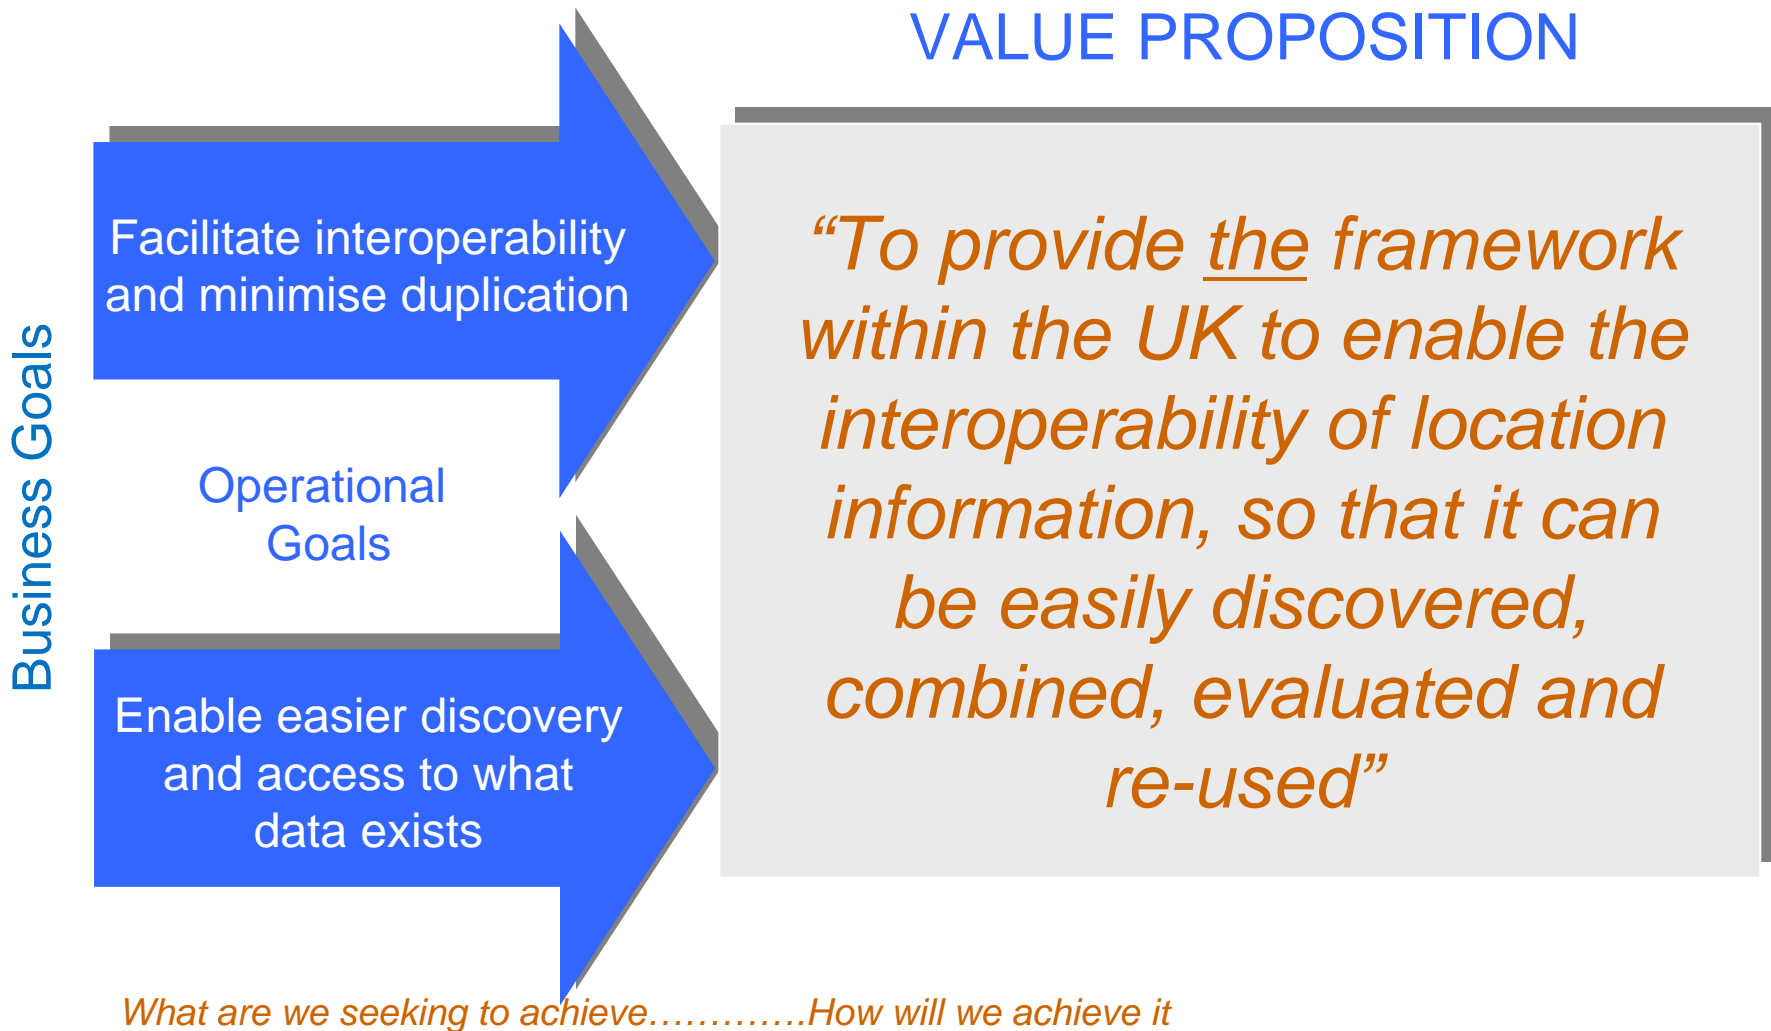 VALUE PROPOSITION
Business Goals
Facilitate interoperability
and minimise duplication
Operational
Goals
Enable easier discovery
and access to what
data exists
“To provide the framework
within the UK to enable the
interoperability of location
information, so that it can
be easily discovered,
combined, evaluated and
re-used”
What are we seeking to achieve………….How will we achieve it